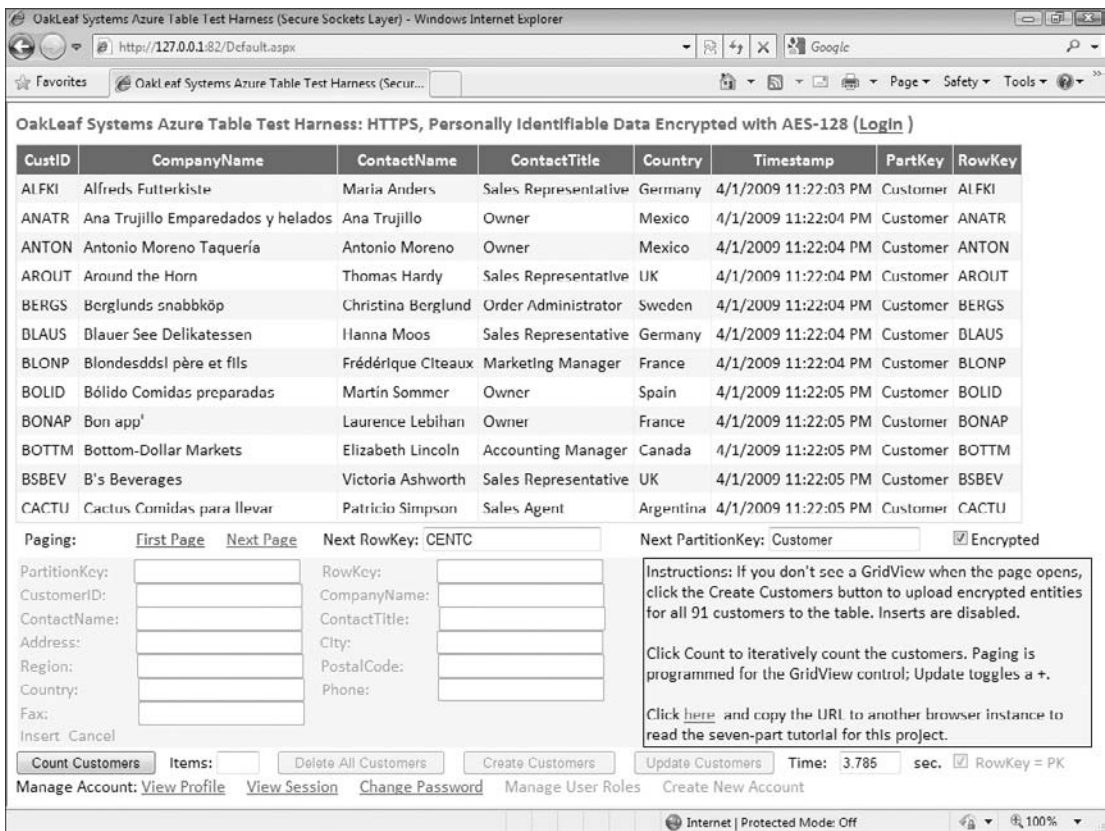 OakLeaf Systems Azure Table Test Harness (Secure Sockets Layer) - Windows Internet Explorer
http://127.0.0.1:82/Default.aspx
Google
Favorites OakLeaf Systems Azure Table Test Harness (Secur...
Page Safety Tools
OakLeaf Systems Azure Table Test Harness: HTTPS, Personally Identifiable Data Encrypted with AES-128 (Login )
CustID CompanyName ContactName ContactTitle Country Timestamp PartKey RowKey
ALFKI Alfreds Futterkiste Maria Anders Sales Representative Germany 4/1/2009 11:22:03 PM Customer ALFKI
ANATR Ana Trujillo Emparedados y helados Ana Trujillo Owner Mexico 4/1/2009 11:22:04 PM Customer ANATR
ANTON Antonio Moreno Taquería Antonio Moreno Owner Mexico 4/1/2009 11:22:04 PM Customer ANTON
AROUT Around the Horn Thomas Hardy Sales Representative UK 4/1/2009 11:22:04 PM Customer AROUT
BERGS Berglunds snabbköp Christina Berglund Order Administrator Sweden 4/1/2009 11:22:04 PM Customer BERGS
BLAUS Blauer See Delikatessen Hanna Moos Sales Representative Germany 4/1/2009 11:22:04 PM Customer BLAUS
BLONP Blondesddsl père et fils Frédérique Citeaux Marketing Manager France 4/1/2009 11:22:04 PM Customer BLONP
BOLID Bólido Comidas preparadas Martín Sommer Owner Spain 4/1/2009 11:22:05 PM Customer BOLID
BONAP Bon app' Laurence Lebihan Owner France 4/1/2009 11:22:05 PM Customer BONAP
BOTTM Bottom-Dollar Markets Elizabeth Lincoln Accounting Manager Canada 4/1/2009 11:22:05 PM Customer BOTTM
BSBEV B's Beverages Victoria Ashworth Sales Representative UK 4/1/2009 11:22:05 PM Customer BSBEV
CACTU Cactus Comidas para llevar Patricio Simpson Sales Agent Argentina 4/1/2009 11:22:05 PM Customer CACTU
Paging: First Page Next Page Next RowKey: CENTC Next PartitionKey: Customer Encrypted
PartitionKey: RowKey:
CustomerID: CompanyName:
ContactName: ContactTitle:
Address: City:
Region: PostalCode:
Country: Phone:
Fax:
Insert Cancel
Instructions: If you don't see a GridView when the page opens,
click the Create Customers button to upload encrypted entities
for all 91 customers to the table. Inserts are disabled.
Click Count to iteratively count the customers. Paging is
programmed for the GridView control; Update toggles a +.
Click here and copy the URL to another browser instance to
read the seven-part tutorial for this project.
Count Customers Items: Delete All Customers Create Customers Update Customers Time: 3.785 sec. RowKey = PK
Manage Account: View Profile View Session Change Password Manage User Roles Create New Account
Internet | Protected Mode: Off 100%